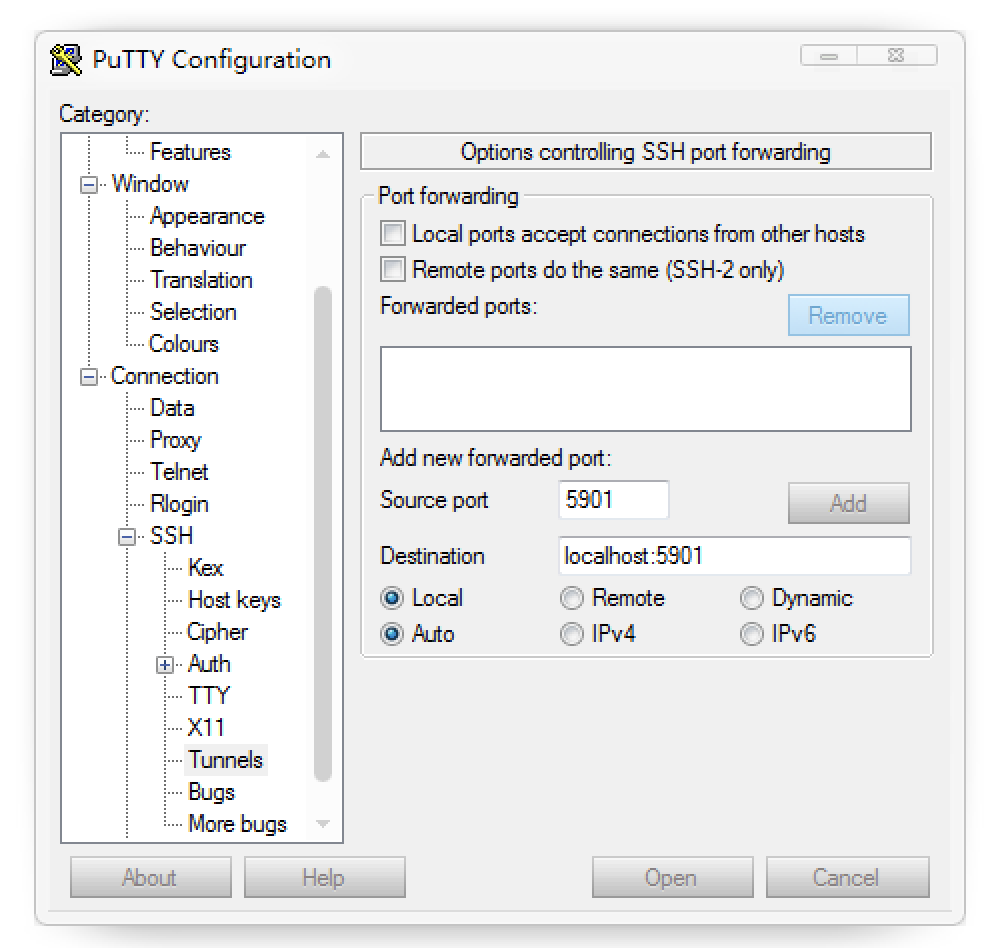 PuTTY Configuration
Category:
Features
Window
Appearance
Behaviour
Translation
Selection
Colours
Connection
Data
Proxy
Telnet
Rlogin
SSH
Kex
Host keys
Cipher
Auth
TTY
X11
Tunnels
Bugs
More bugs
Options controlling SSH port forwarding
Port forwarding
Local ports accept connections from other hosts
Remote ports do the same (SSH-2 only)
Forwarded ports:
Remove
Add new forwarded port:
Source port 5901 Add
Destination localhost:5901
Local Remote Dynamic
Auto IPv4 IPv6
About Help Open Cancel